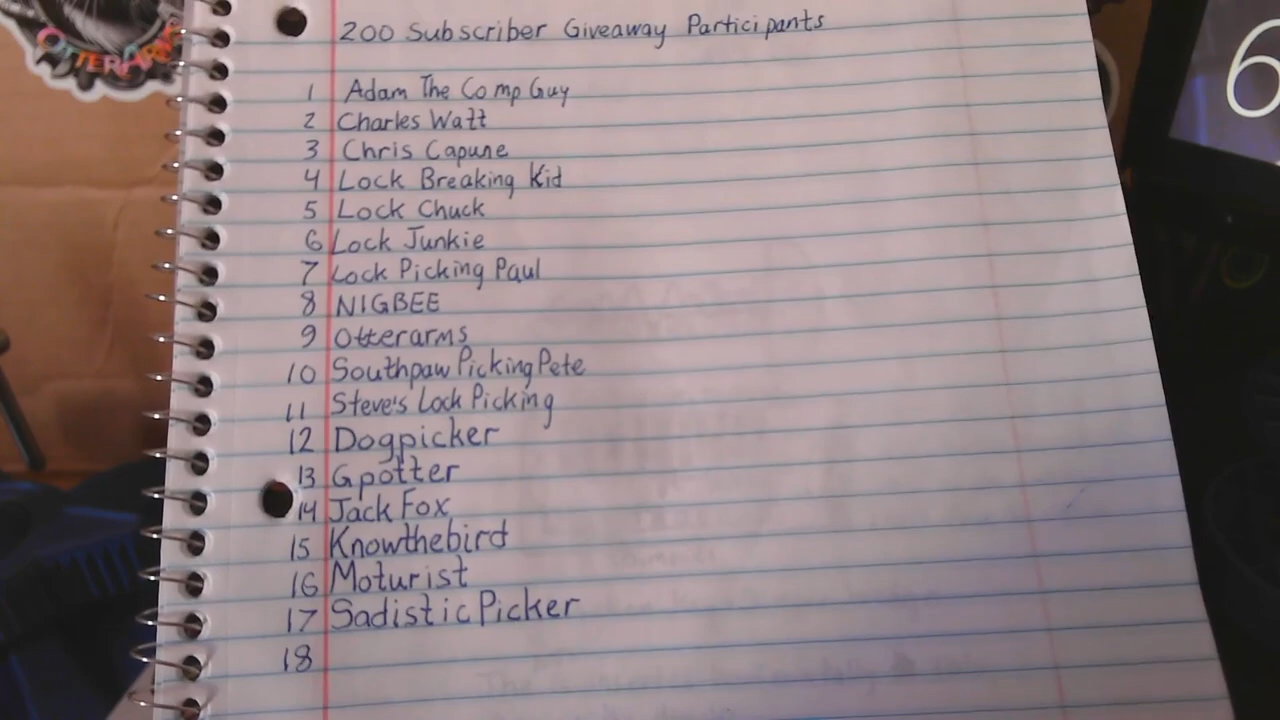 200 Subscriber Giveaway Participants
1 Adam The Comp Guy
2 Charles Watt
3 Chris Capune
4 Lock Breaking Kid
5 Lock Chuck
6 Lock Junkie
7 Lock Picking Paul
8 NIGBEE
9 Otterarms
10 Southpaw Picking Pete
11 Steve's Lock Picking
12 Dogpicker
13 Gpotter
14 Jack Fox
15 Knowthebird
16 Moturist
17 Sadistic Picker
18
OTTERARMS
6